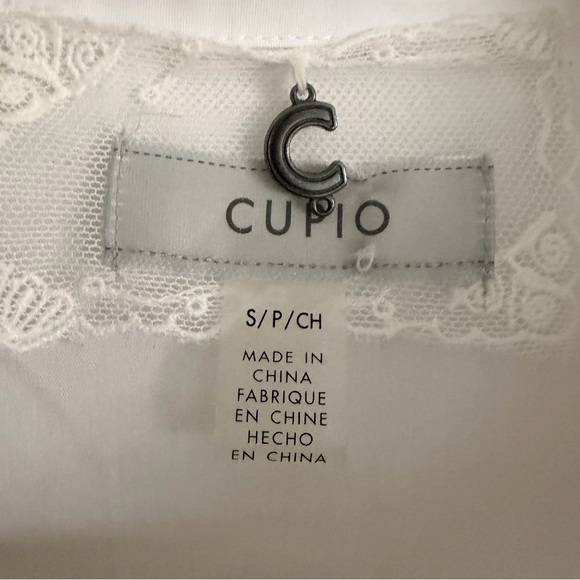 C
CUPIO
S/P/CH
MADE IN
CHINA
FABRIQUE
EN CHINE
HECHO
EN CHINA